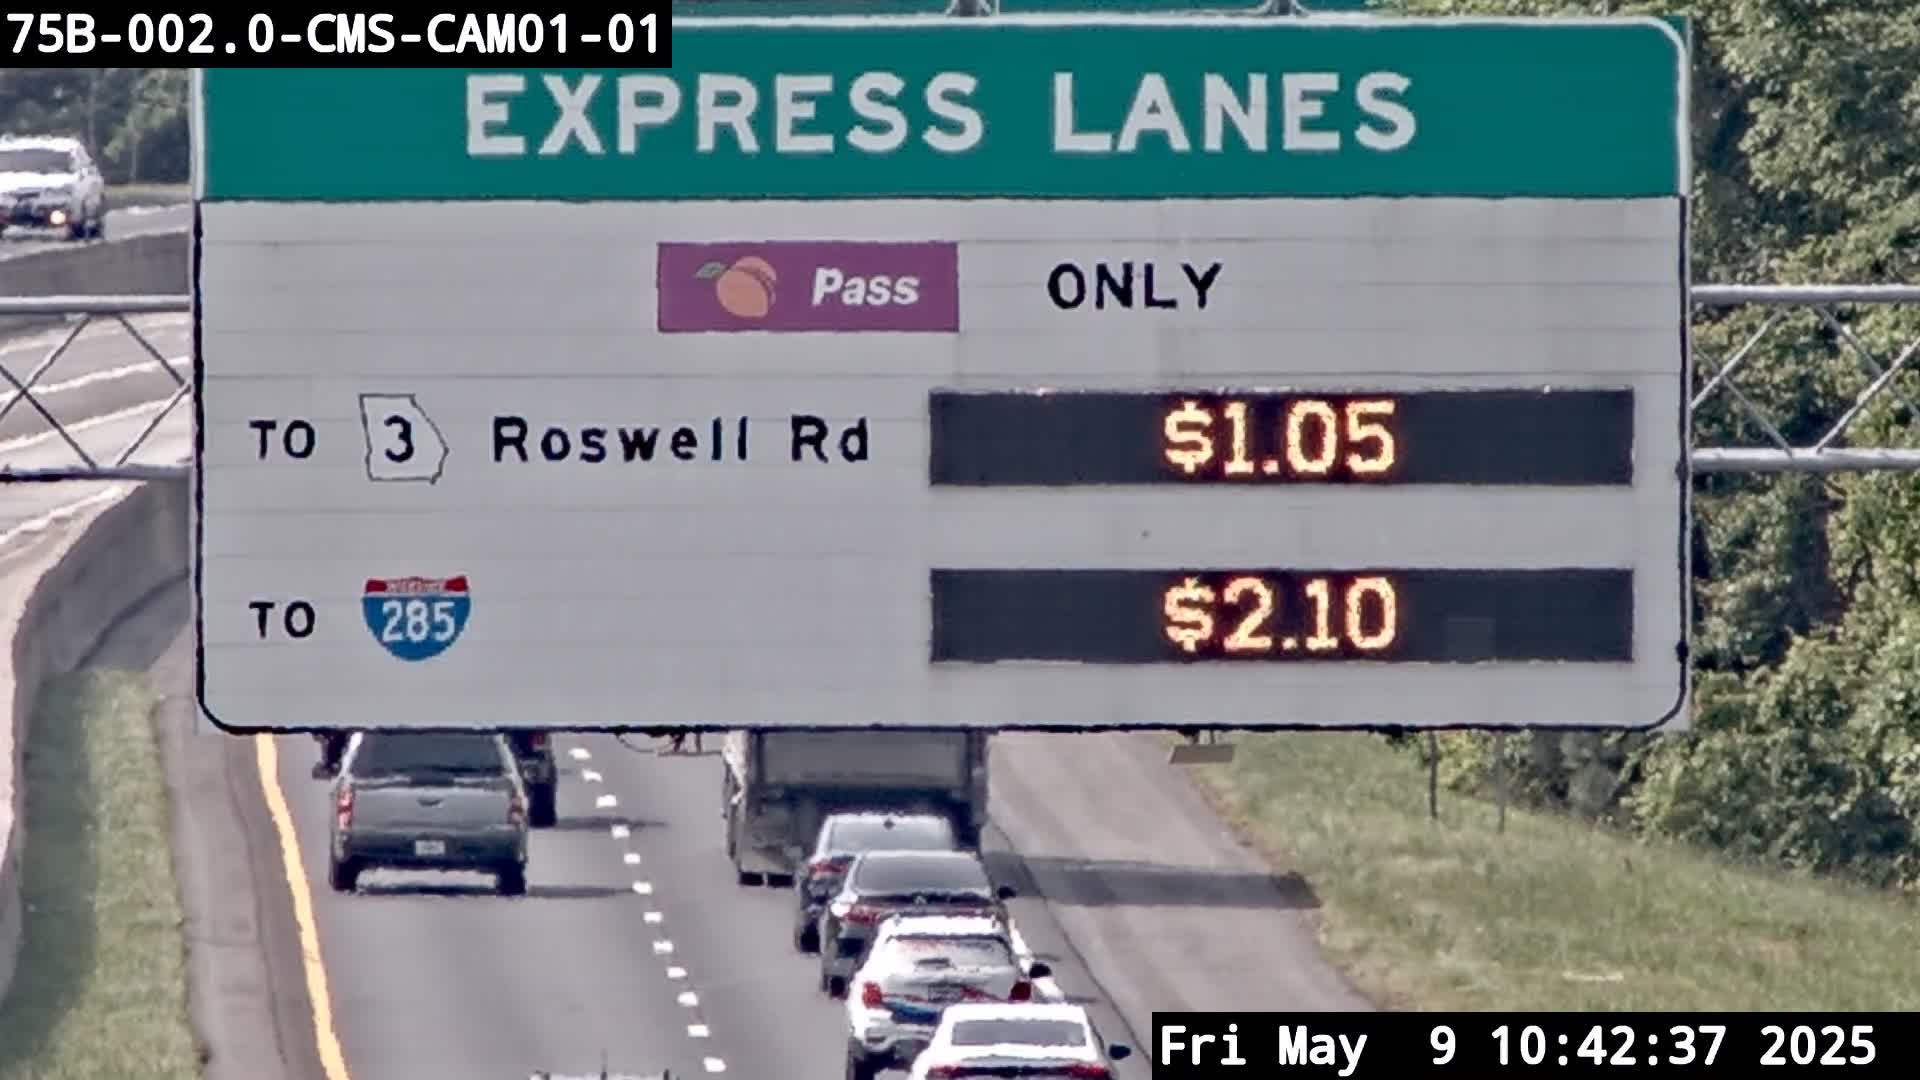 75B-002.0-CMS-CAM01-01
EXPRESS LANES
Pass ONLY
TO 3 Roswell Rd $1.05
TO 285 $2.10
Fri May 9 10:42:37 2025